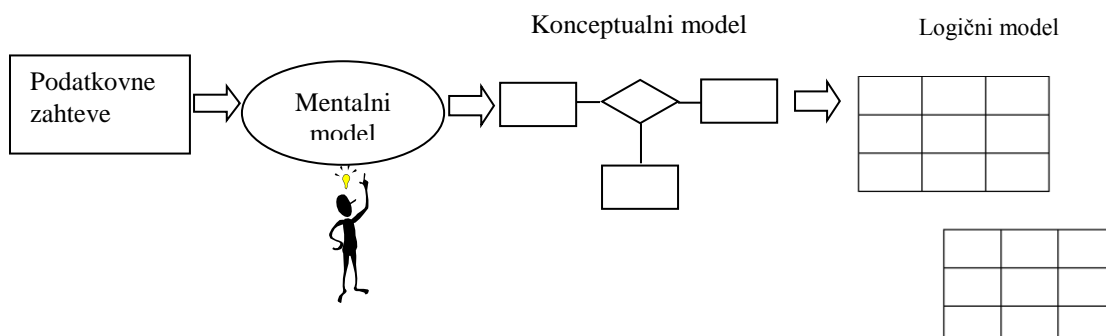 Konceptualni model
Logični model
Podatkovne
zahteve
Mentalni
model